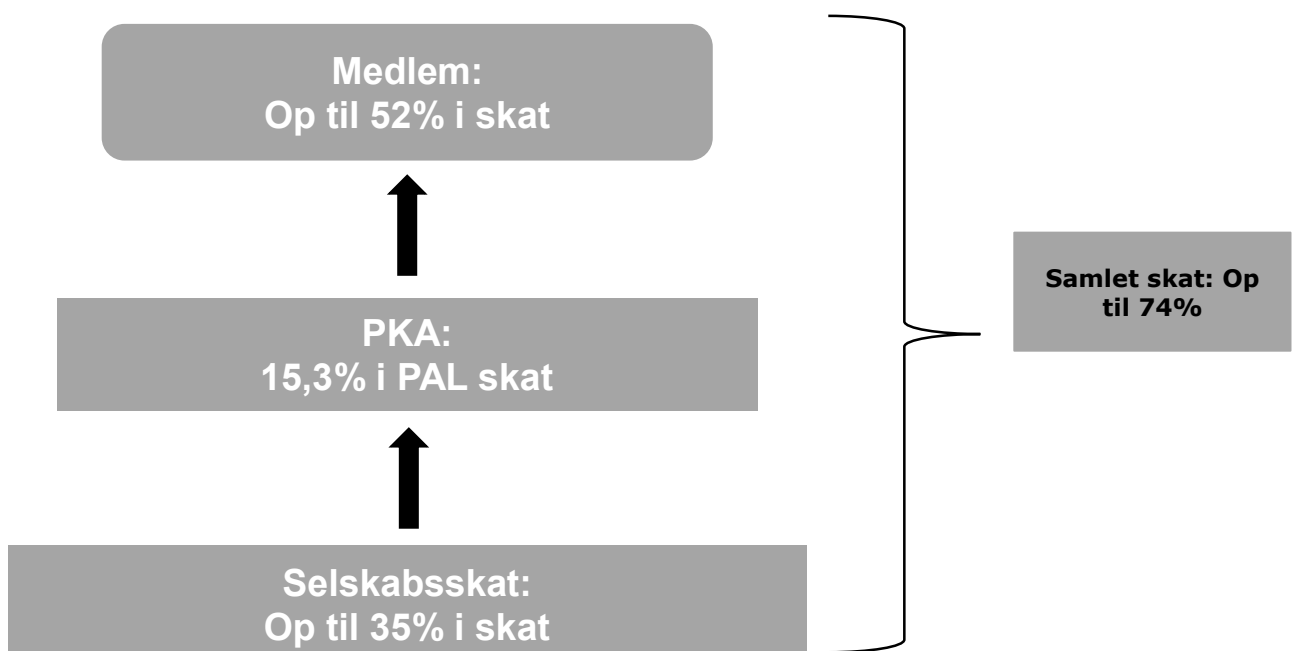 Medlem:
Op til 52% i skat
PKA:
15,3% i PAL skat
Selskabsskat:
Op til 35% i skat
Samlet skat: Op
til 74%